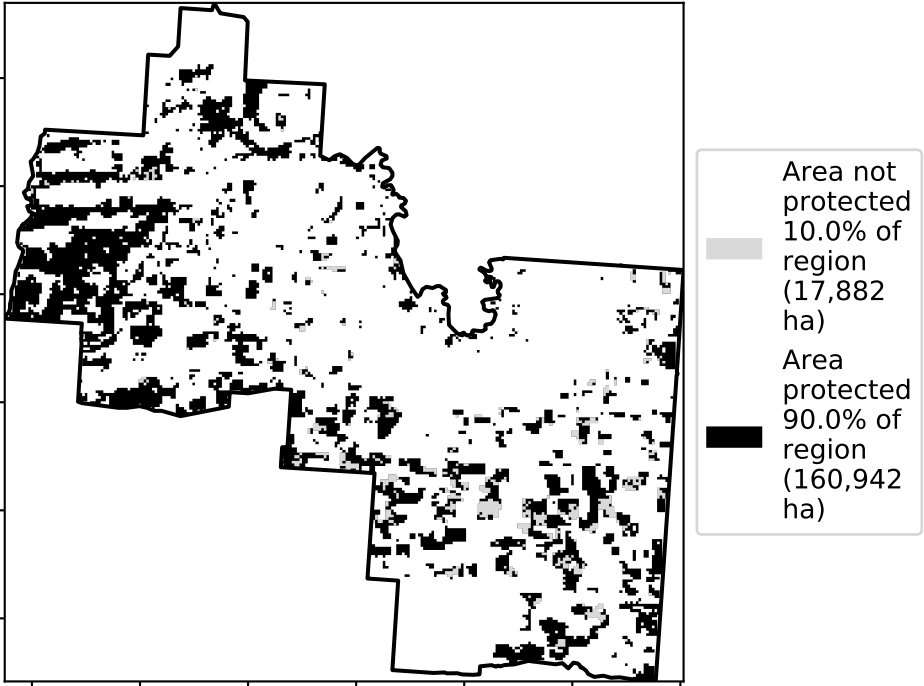 Area not
protected
10.0% of
region
(17,882
ha)
Area
protected
90.0% of
region
(160,942
ha)